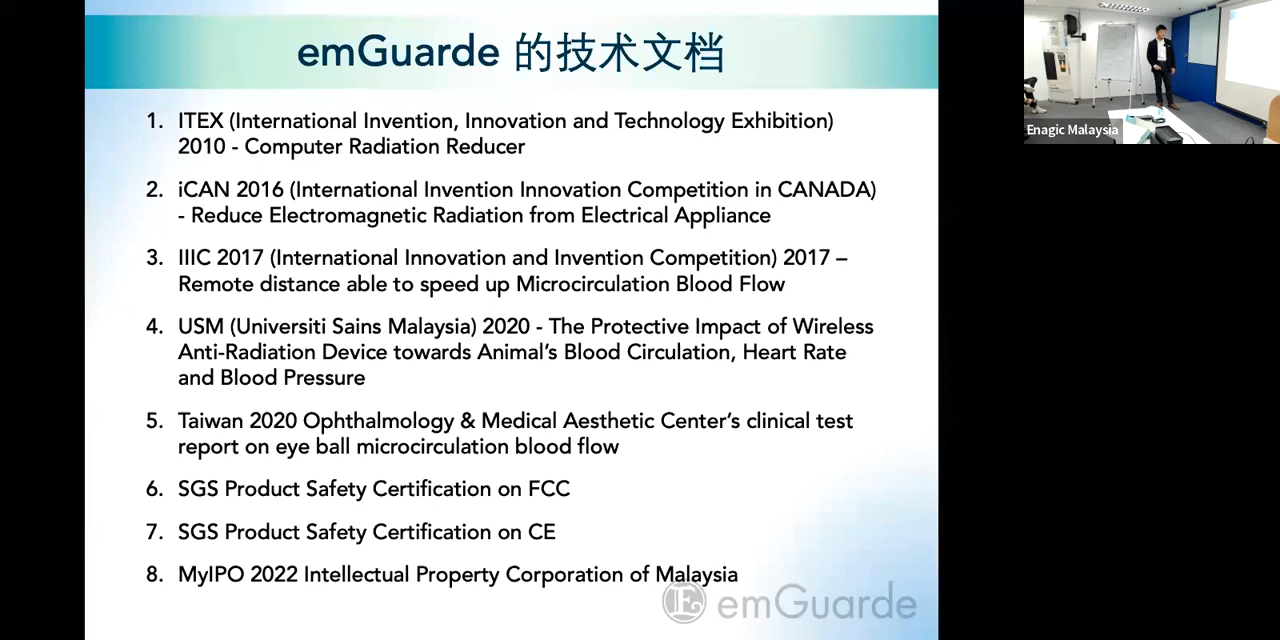 emGuarde 的技术文档
1. ITEX (International Invention, Innovation and Technology Exhibition)
2010 - Computer Radiation Reducer
2. iCAN 2016 (International Invention Innovation Competition in CANADA)
- Reduce Electromagnetic Radiation from Electrical Appliance
3. IIIC 2017 (International Innovation and Invention Competition) 2017 –
Remote distance able to speed up Microcirculation Blood Flow
4. USM (Universiti Sains Malaysia) 2020 - The Protective Impact of Wireless
Anti-Radiation Device towards Animal's Blood Circulation, Heart Rate
and Blood Pressure
5. Taiwan 2020 Ophthalmology & Medical Aesthetic Center's clinical test
report on eye ball microcirculation blood flow
6. SGS Product Safety Certification on FCC
7. SGS Product Safety Certification on CE
8. MyIPO 2022 Intellectual Property Corporation of Malaysia
E emGuarde
Enagic Malaysia